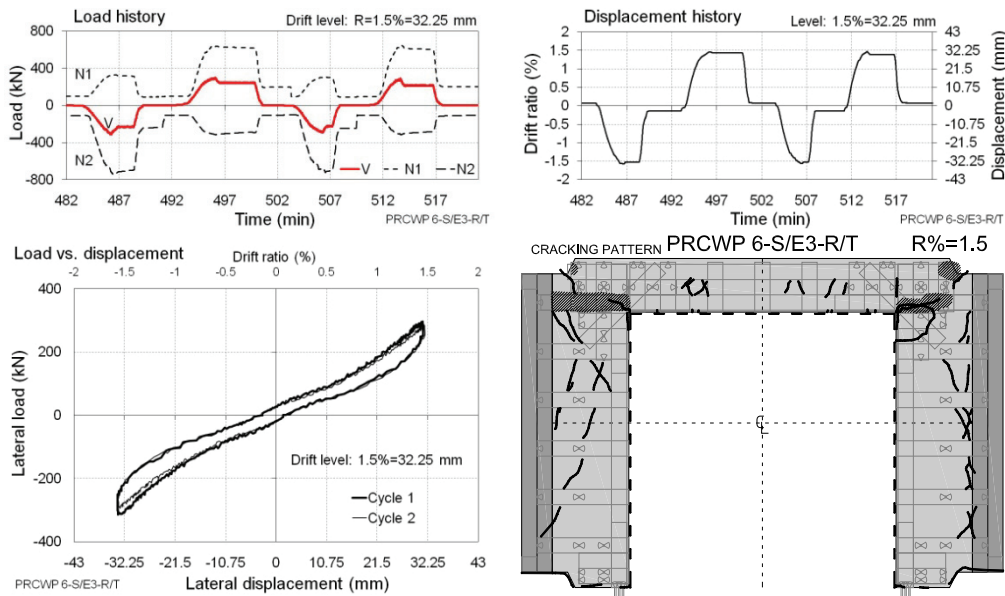 Load history
Drift level: R=1.5%=32.25 mm
Load (kN)
800
400
0
-400
-800
N1
V
N2
V N1 N2
482 487 492 497 502 507 512 517
Time (min)
PRCWP 6-S/E3-R/T
Displacement history
Level: 1.5%=32.25 mm
Drift ratio (%)
2
1.5
1
0.5
0
-0.5
-1
-1.5
-2
43
32.25
21.5
10.75
0
-10.75
-21.5
-32.25
-43
Displacement (mm)
482 487 492 497 502 507 512 517
Time (min)
PRCWP 6-S/E3-R/T
Load vs. displacement
Drift ratio (%)
-2 -1.5 -1 -0.5 0 0.5 1 1.5 2
Lateral load (kN)
400
200
0
-200
-400
Drift level: 1.5%=32.25 mm
Cycle 1
Cycle 2
-43 -32.25 -21.5 -10.75 0 10.75 21.5 32.25 43
PRCWP 6-S/E3-R/T
Lateral displacement (mm)
CRACKING PATTERN PRCWP 6-S/E3-R/T R%=1.5